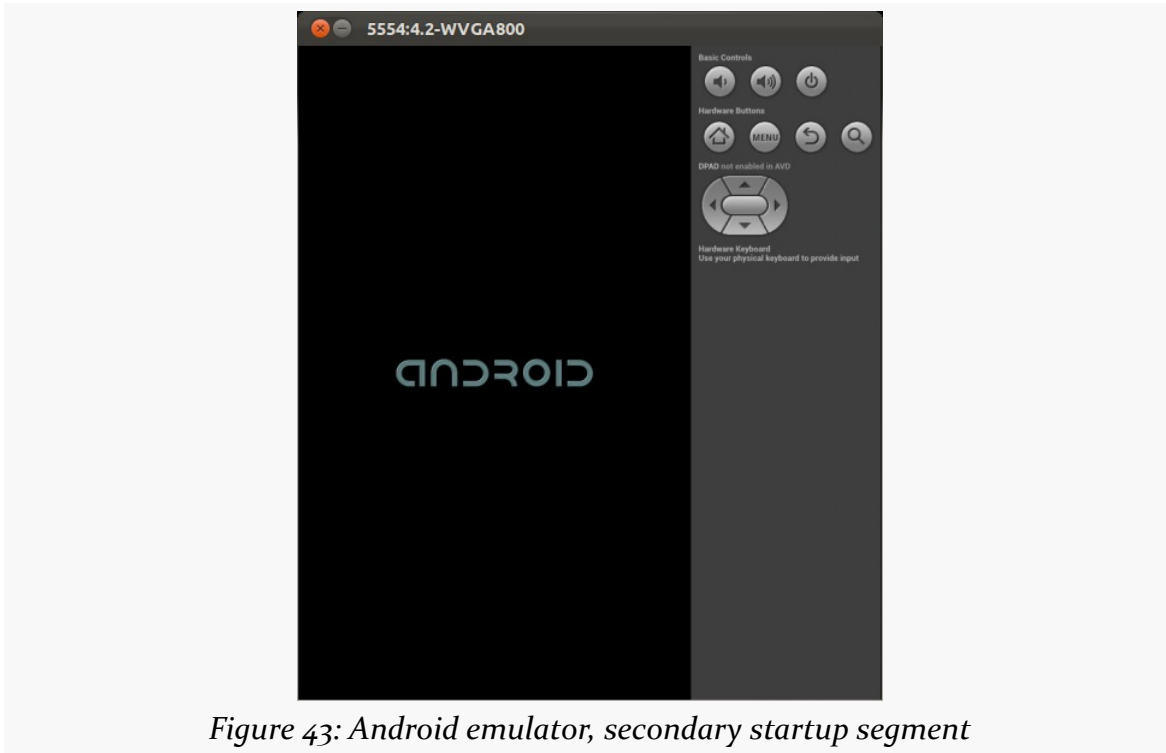 5554:4.2-WVGA800
Basic Controls
Hardware Buttons
MENU
DPAD not enabled in AVD
Hardware Keyboard
Use your physical keyboard to provide input
ANDROID
Figure 43: Android emulator, secondary startup segment